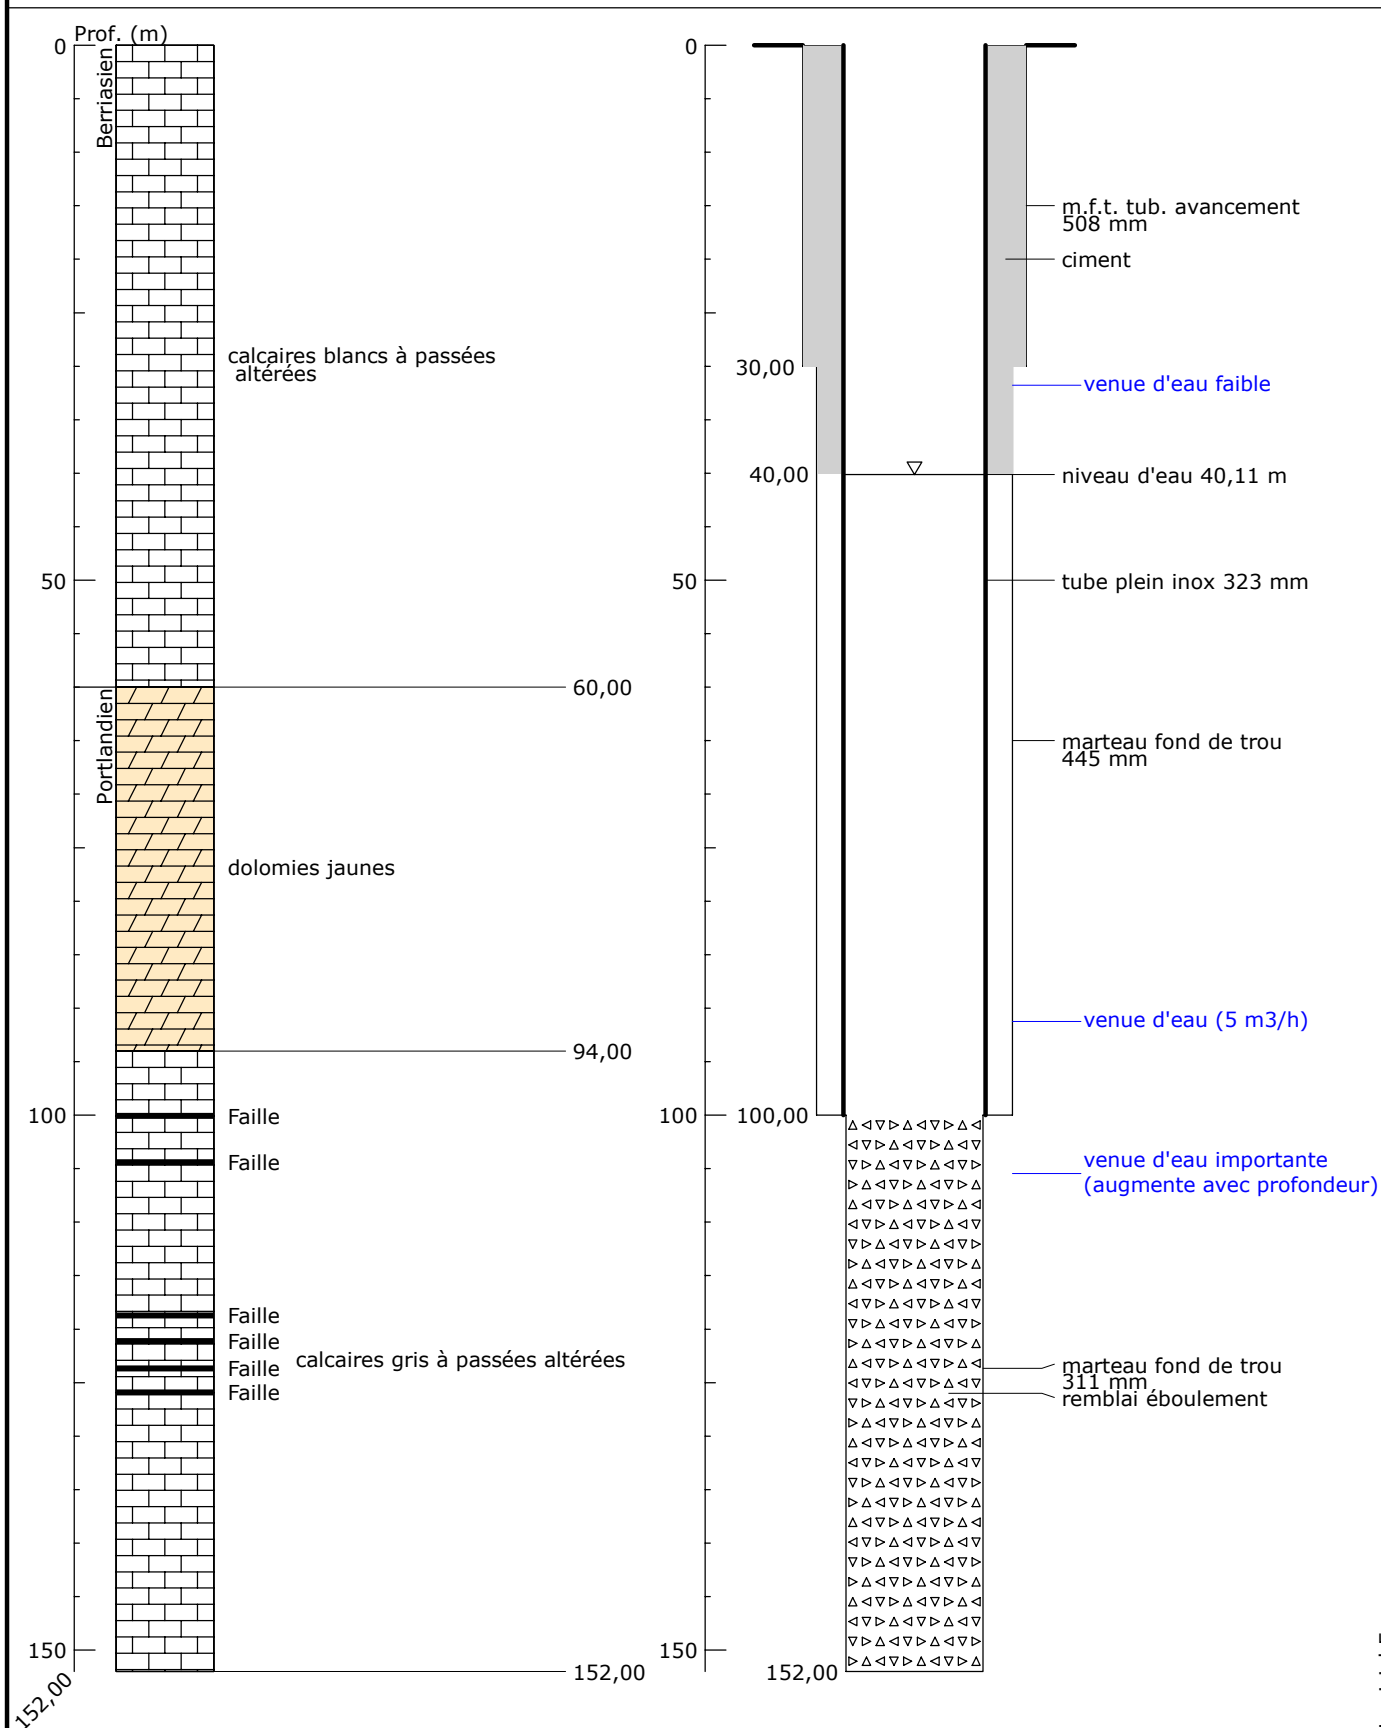 Prof. (m)
0
Berriasien
calcaires blancs à passées
altérées
50
60,00
Portlandien
dolomies jaunes
94,00
100
Faille
Faille
Faille
Faille
Faille
Faille
calcaires gris à passées altérées
150
152,00
152,00
0
m.f.t. tub. avancement
508 mm
ciment
30,00
venue d'eau faible
40,00
niveau d'eau 40,11 m
50
tube plein inox 323 mm
marteau fond de trou
445 mm
venue d'eau (5 m3/h)
100
100,00
venue d'eau importante
(augmente avec profondeur)
marteau fond de trou
311 mm
remblai éboulement
150
152,00